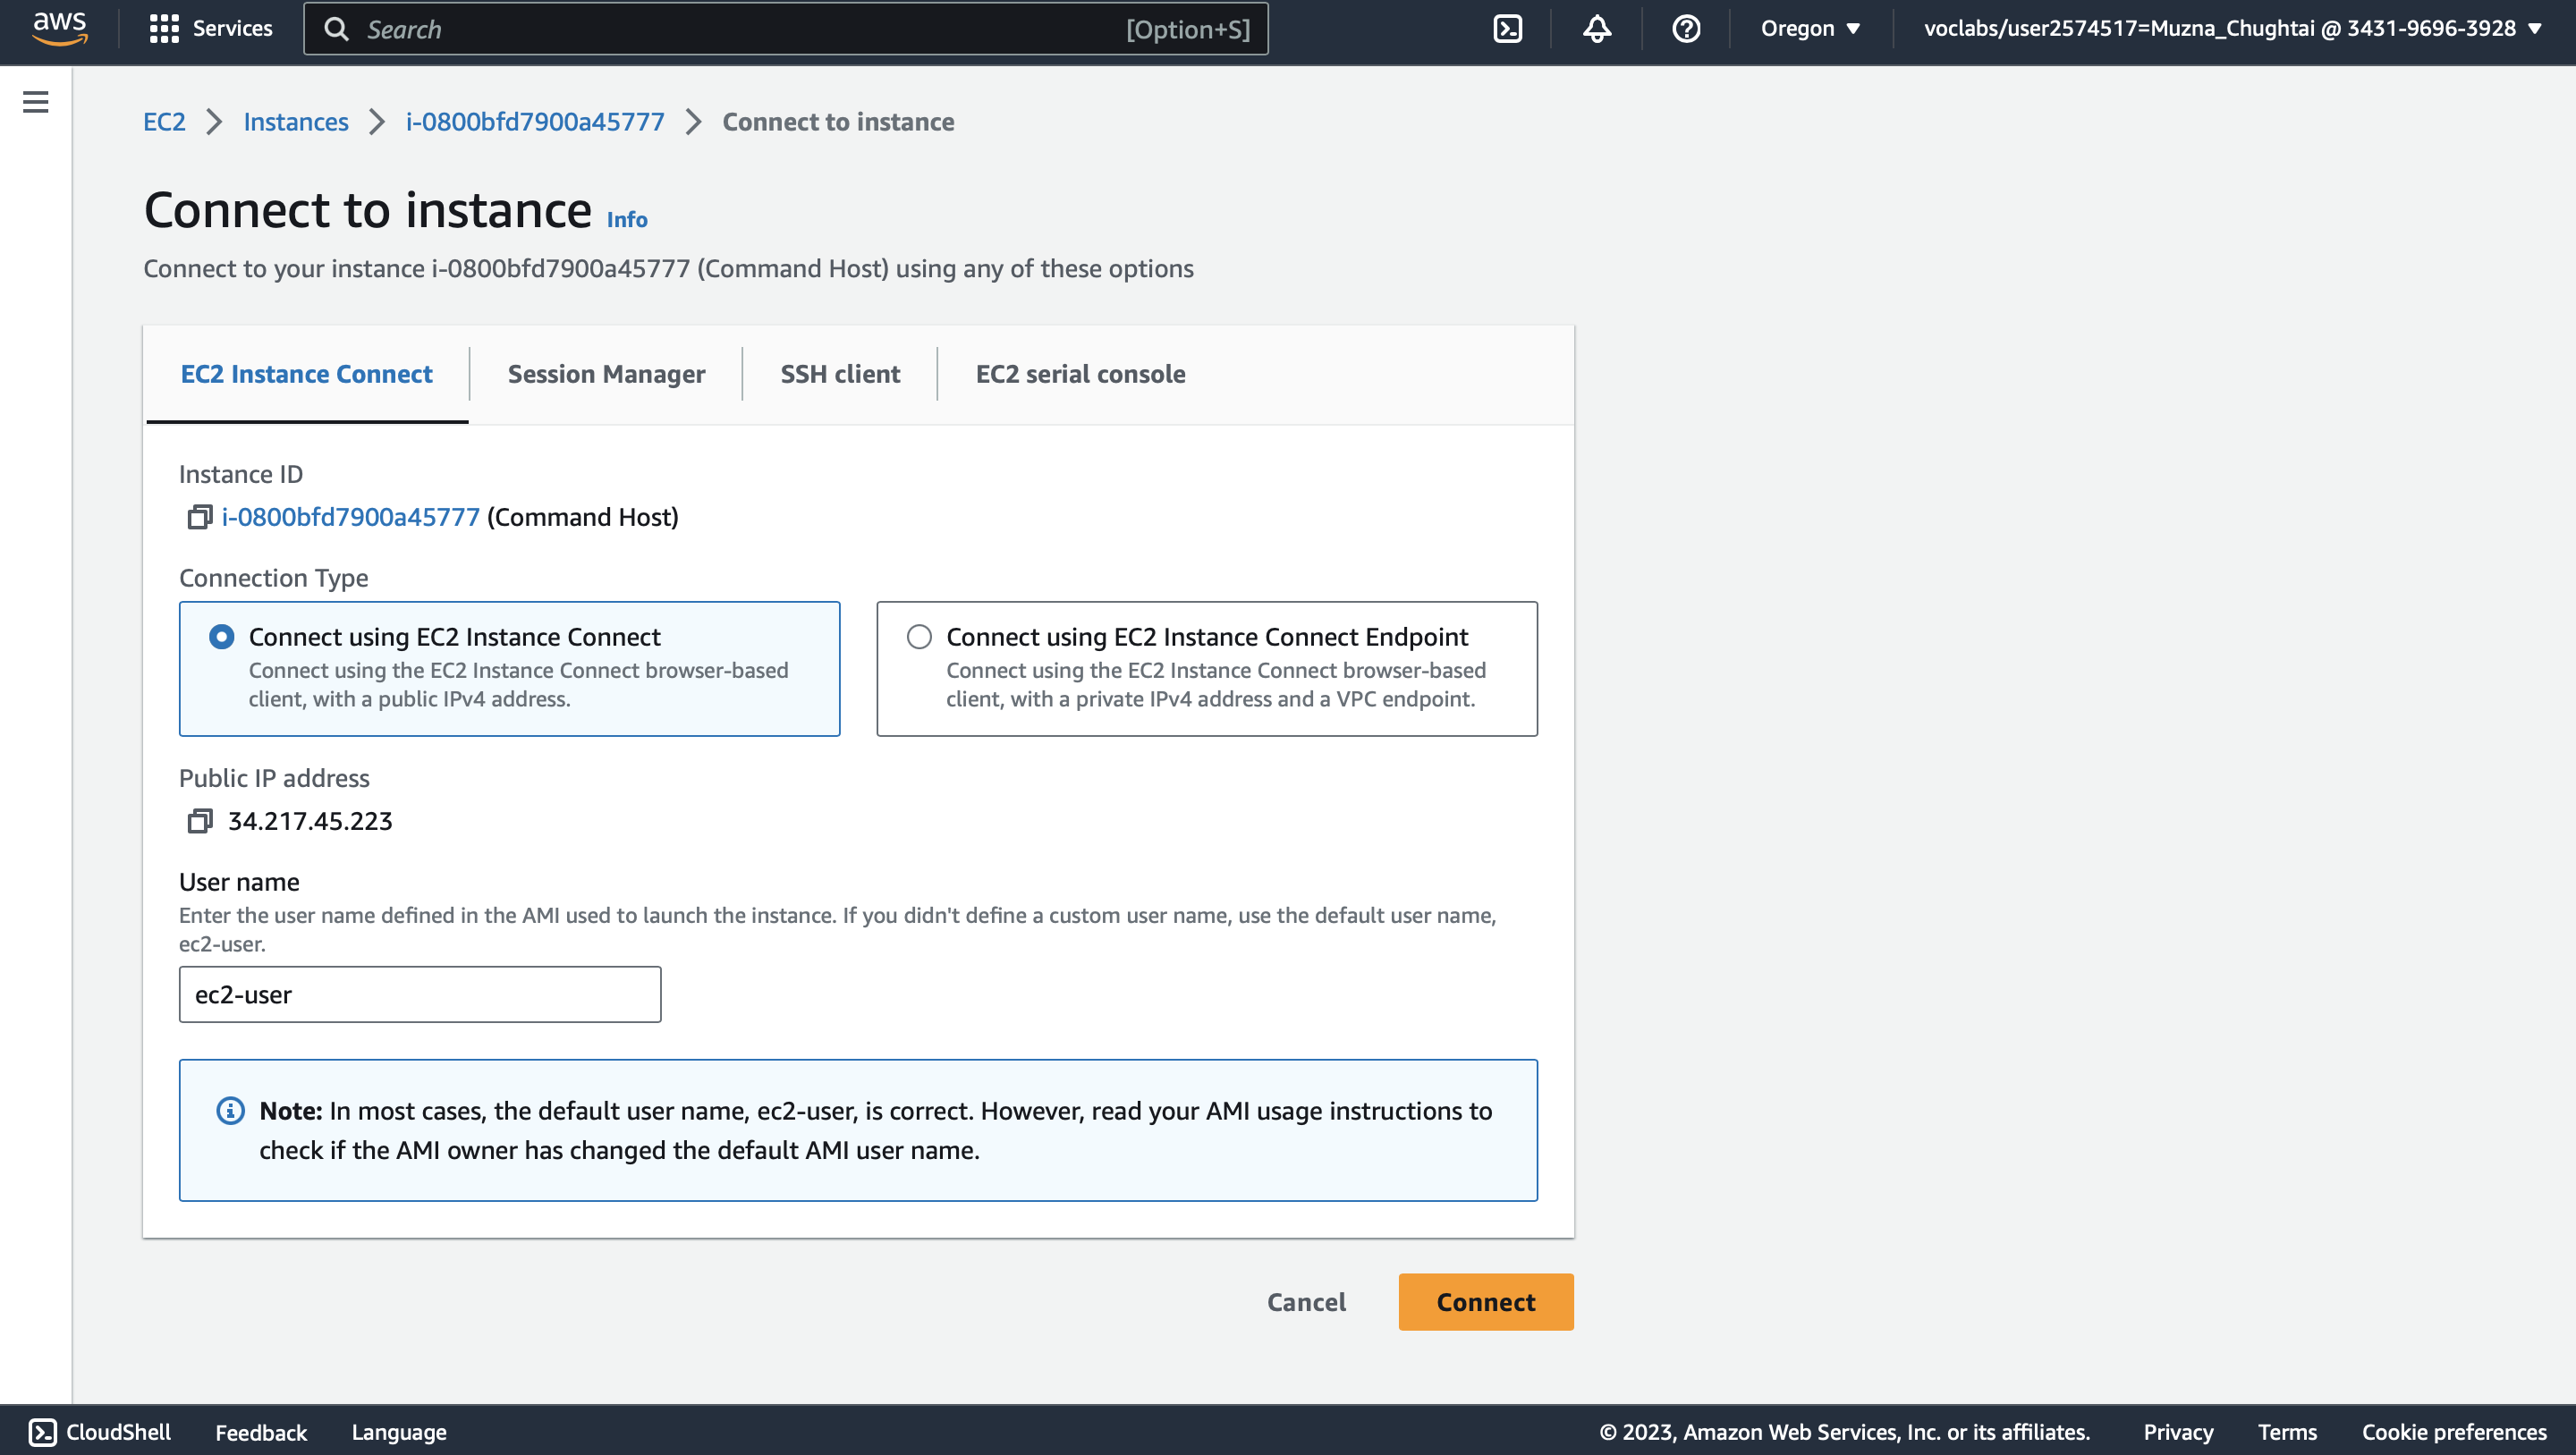 aws
Services
Search
[Option+S]
Oregon
voclabs/user2574517=Muzna_Chughtai @ 3431-9696-3928
EC2 > Instances > i-0800bfd7900a45777 > Connect to instance
Connect to instance Info
Connect to your instance i-0800bfd7900a45777 (Command Host) using any of these options
EC2 Instance Connect
Session Manager
SSH client
EC2 serial console
Instance ID
i-0800bfd7900a45777 (Command Host)
Connection Type
Connect using EC2 Instance Connect
Connect using the EC2 Instance Connect browser-based
client, with a public IPv4 address.
Connect using EC2 Instance Connect Endpoint
Connect using the EC2 Instance Connect browser-based
client, with a private IPv4 address and a VPC endpoint.
Public IP address
34.217.45.223
User name
Enter the user name defined in the AMI used to launch the instance. If you didn't define a custom user name, use the default user name,
ec2-user.
ec2-user
Note: In most cases, the default user name, ec2-user, is correct. However, read your AMI usage instructions to
check if the AMI owner has changed the default AMI user name.
Cancel
Connect
CloudShell
Feedback
Language
© 2023, Amazon Web Services, Inc. or its affiliates.
Privacy
Terms
Cookie preferences